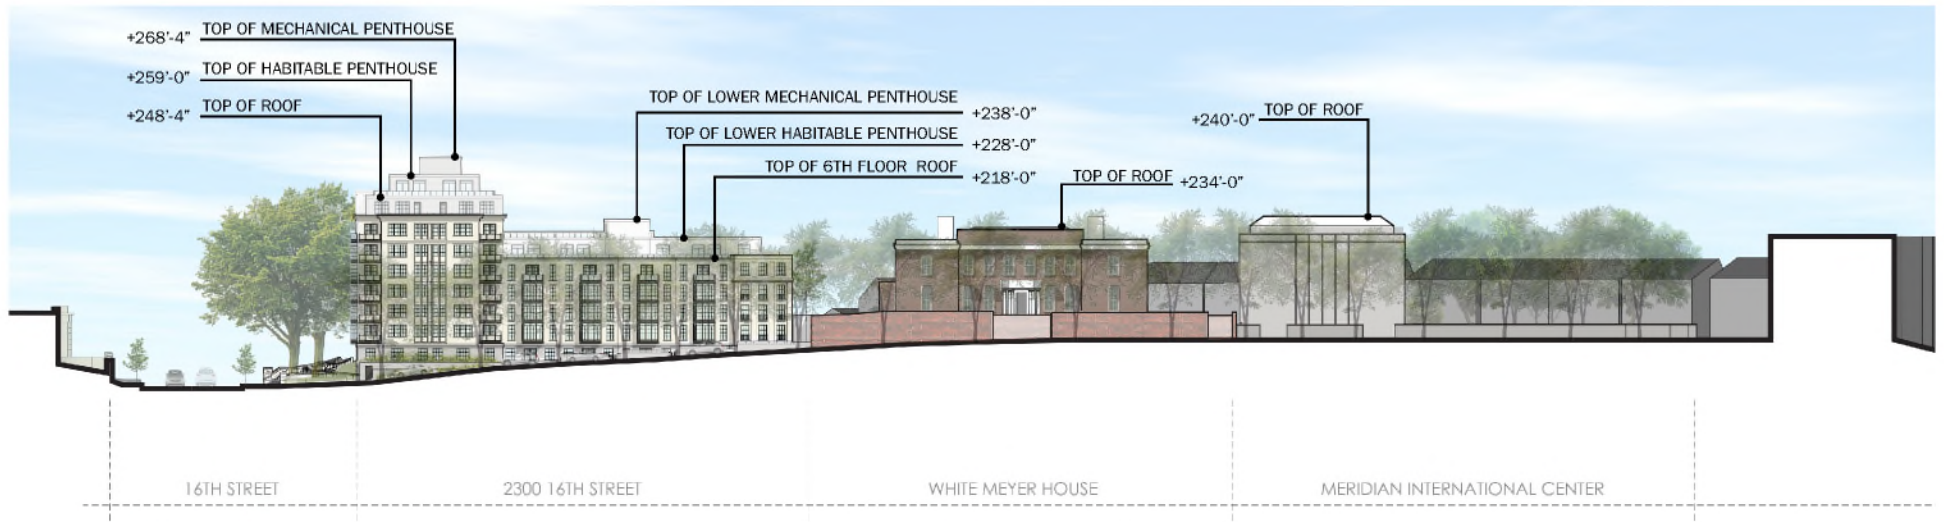 +268'-4" TOP OF MECHANICAL PENTHOUSE
+259'-0" TOP OF HABITABLE PENTHOUSE
+248'-4" TOP OF ROOF
TOP OF LOWER MECHANICAL PENTHOUSE +238'-0"
TOP OF LOWER HABITABLE PENTHOUSE +228'-0"
TOP OF 6TH FLOOR ROOF +218'-0"
TOP OF ROOF +234'-0"
+240'-0" TOP OF ROOF
16TH STREET
2300 16TH STREET
WHITE MEYER HOUSE
MERIDIAN INTERNATIONAL CENTER